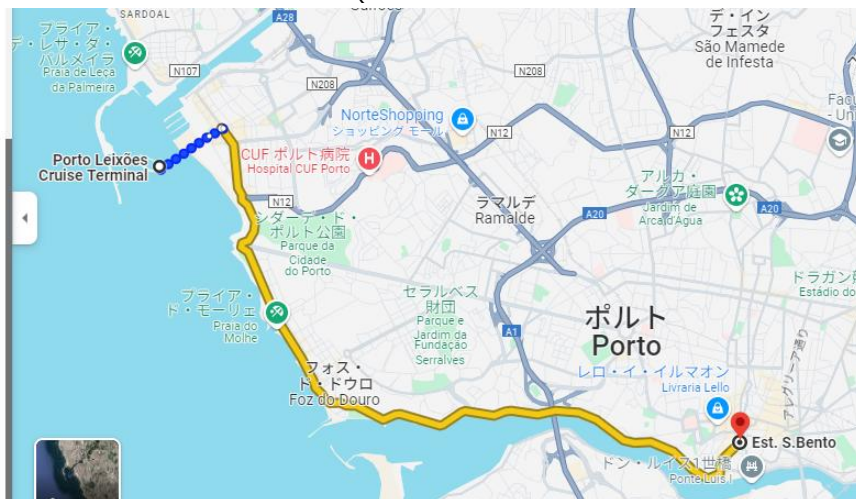 SARDOAL
A28
プライア・
デ・レサ・ダ・
パルメイラ
Praia de Leça
da Palmeira
N107
N208
デ・イン
フェスタ
São Mamede
de Infesta
N208
NorteShopping
ショッピング モール
N12
N12
Porto Leixões
Cruise Terminal
CUF ポルト病院
Hospital CUF Porto
H
アルカ・
ダ・アグア庭園
Jardim de
Arca d'Água
N12
ラマルデ
Ramalde
A20
A20
シダーデ・ド・
ポルト公園
Parque da
Cidade
do Porto
ドラガン
Estádio do
プライア・
ド・モーリェ
Praia do
Molhe
セラルベス
財団
Parque e
Jardim da
Fundação
Serralves
A1
ポルト
Porto
アレグリーア通り
フォス・
ド・ドウロ
Foz do Douro
レロ・イ・イルマオン
Livraria Lello
Est. S.Bento
ドン・ルイス1世橋
Ponte Luís I